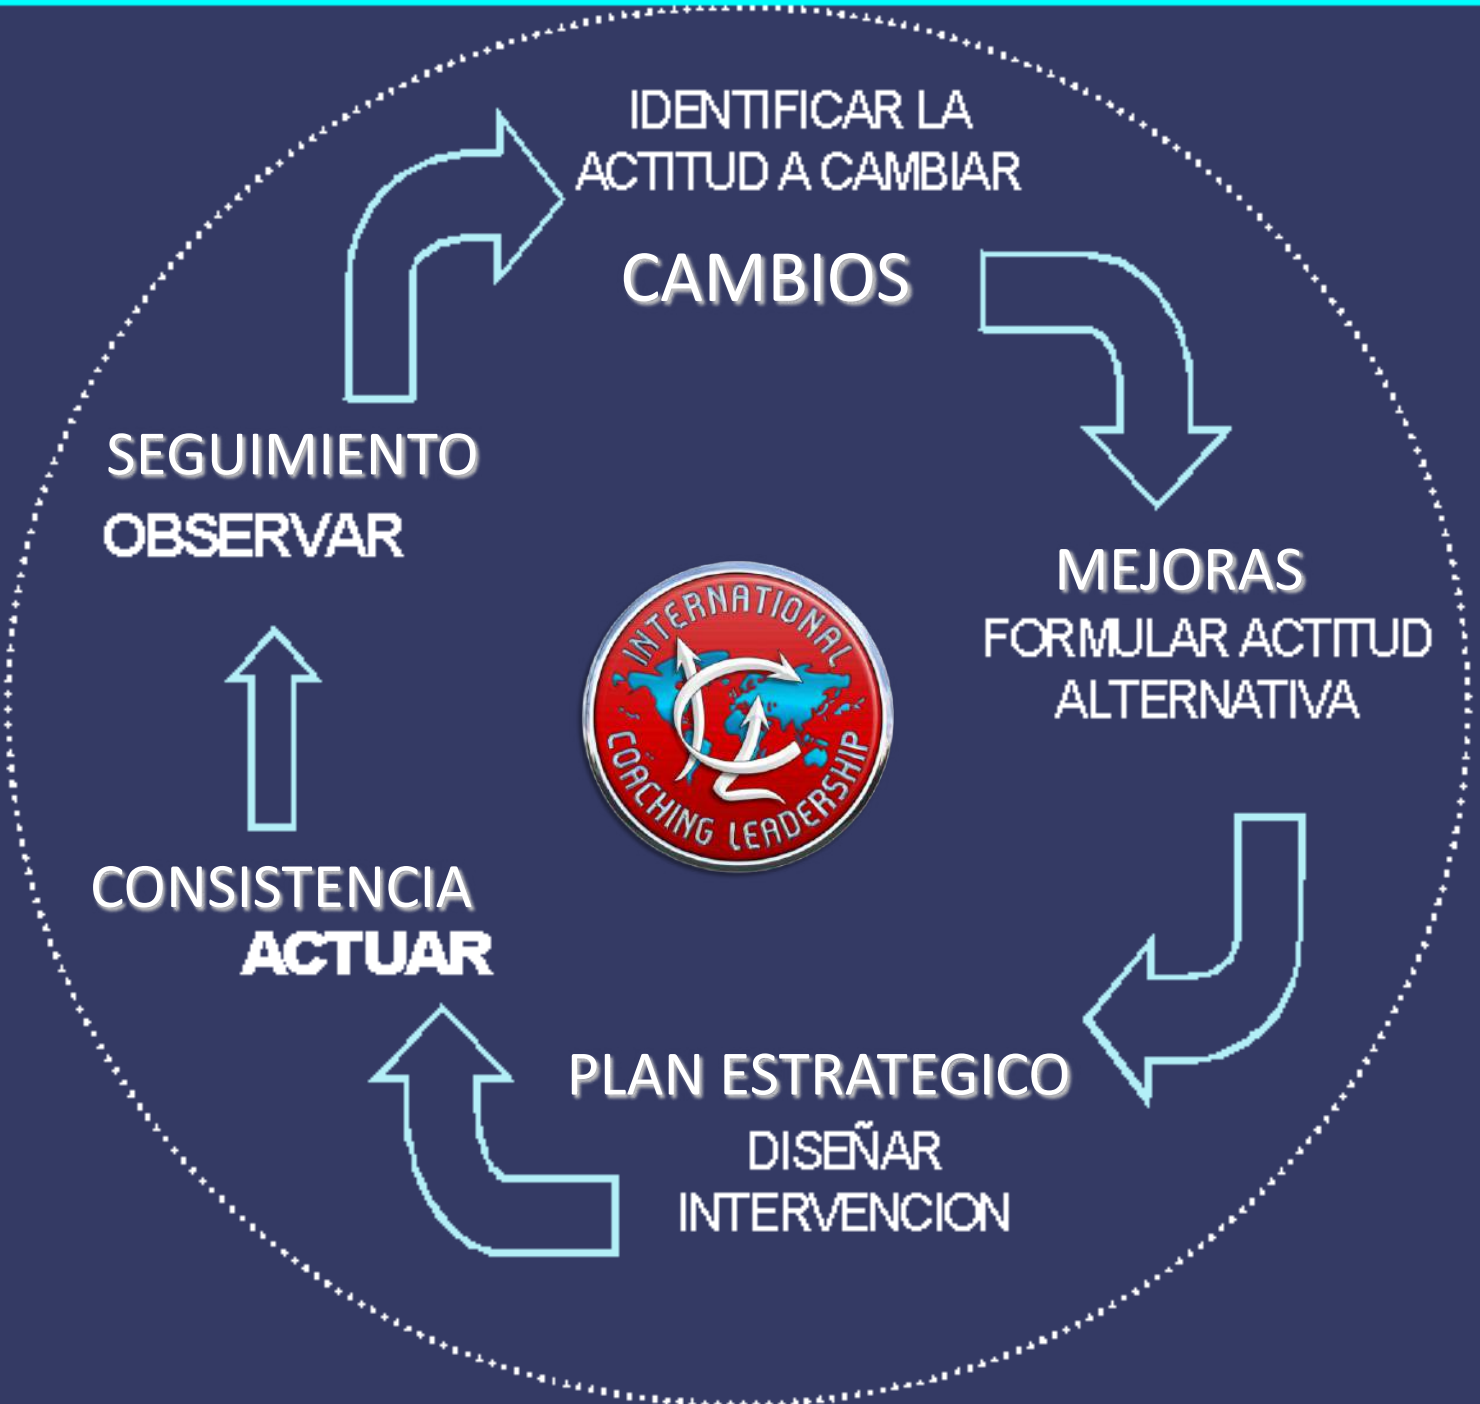 IDENTIFICAR LA
ACTITUD A CAMBIAR
CAMBIOS
MEJORAS
FORMULAR ACTITUD
ALTERNATIVA
PLAN ESTRATEGICO
DISEÑAR
INTERVENCION
CONSISTENCIA
ACTUAR
SEGUIMIENTO
OBSERVAR
INTERNATIONAL
COACHING LEADERSHIP
ICL